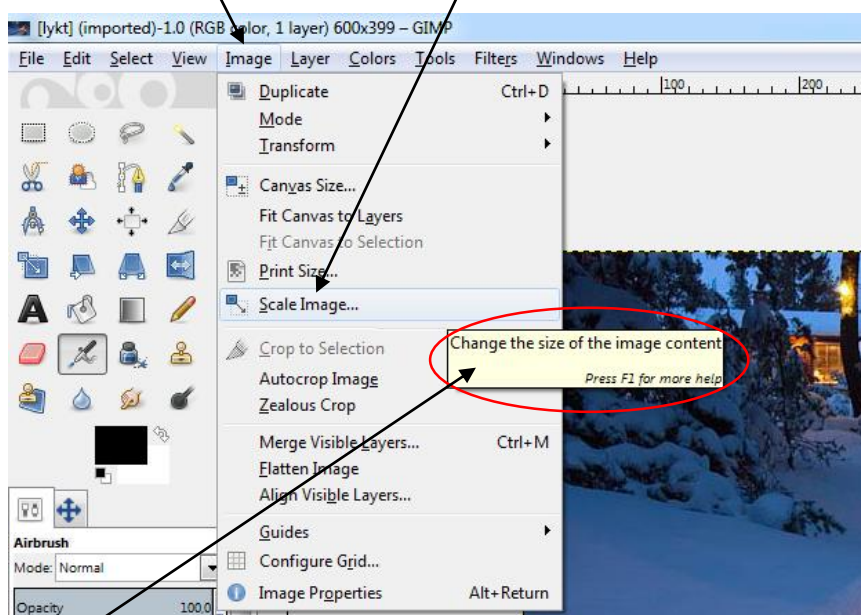 [lykt] (imported)-1.0 (RGB color, 1 layer) 600x399 – GIMP
File Edit Select View Image Layer Colors Tools Filters Windows Help
100 200
Duplicate Ctrl+D
Mode
Transform
Canvas Size...
Fit Canvas to Layers
Fit Canvas to Selection
Print Size...
Scale Image...
Change the size of the image content
Press F1 for more help
Crop to Selection
Autocrop Image
Zealous Crop
Merge Visible Layers... Ctrl+M
Flatten Image
Align Visible Layers...
Guides
Configure Grid...
Image Properties Alt+Return
Airbrush
Mode: Normal
Opacity 100,0